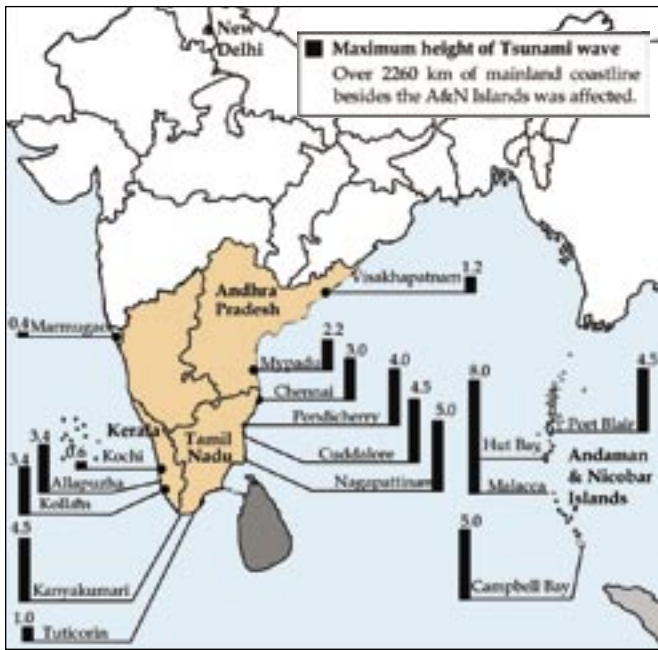 New
Delhi
Maximum height of Tsunami wave
Over 2260 km of mainland coastline
besides the A&N Islands was affected.
Visakhapatnam
1.2
Andhra
Pradesh
0.4
Marmugao
2.2
Mypadu
3.0
Chennai
4.0
Pondicherry
4.5
Cuddalore
5.0
Nagapattinam
8.0
Hut Bay
Malacca
4.5
Port Blair
Andaman
& Nicobar
Islands
Kerala
Tamil
Nadu
0.6
Kochi
3.4
Allapuzha
3.4
Kollam
4.5
Kanyakumari
1.0
Tuticorin
5.0
Campbell Bay